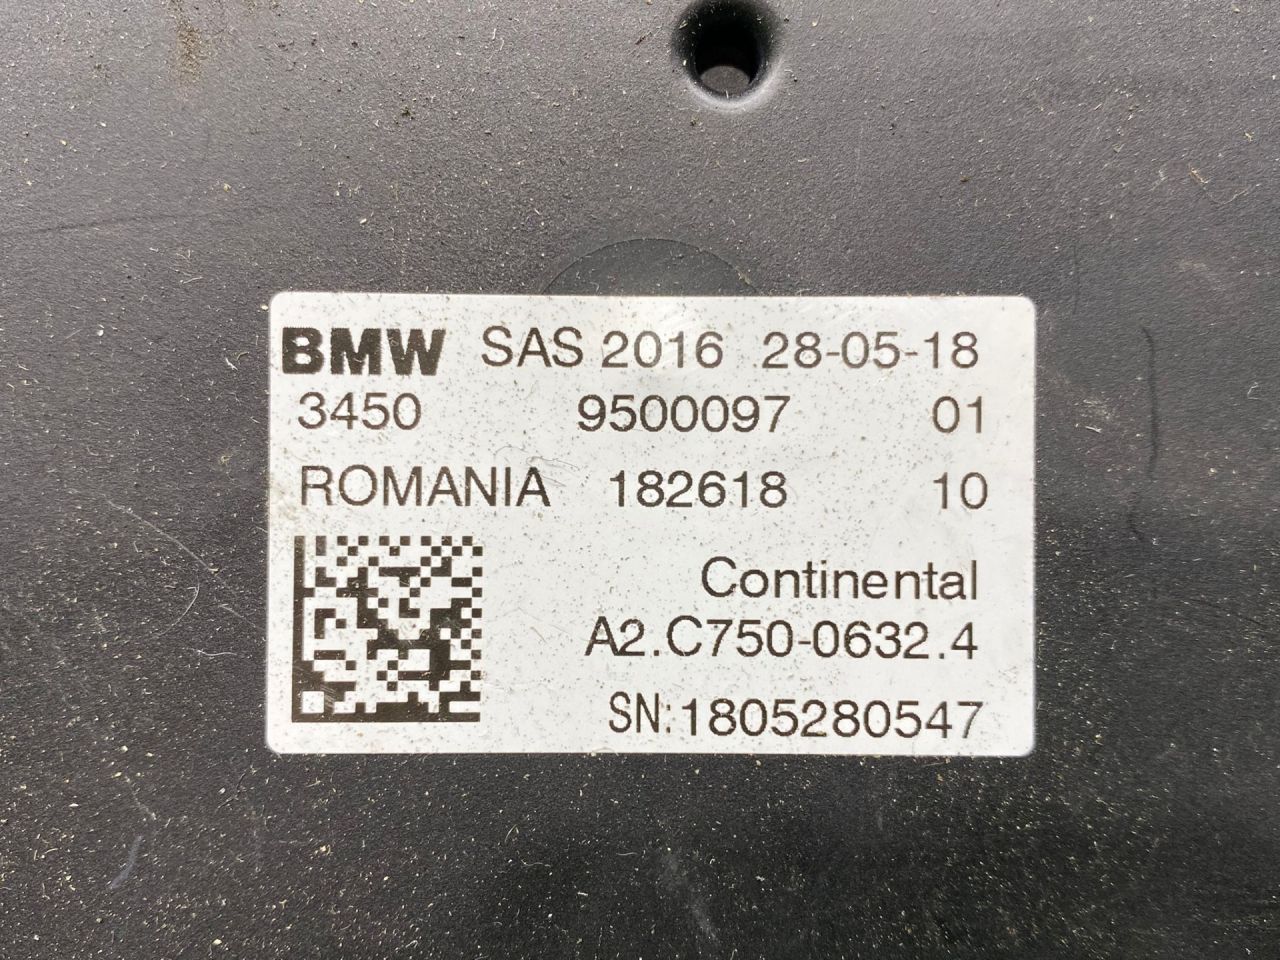 BMW SAS 2016 28-05-18
3450 9500097 01
ROMANIA 182618 10
Continental
A2.C750-0632.4
SN:1805280547